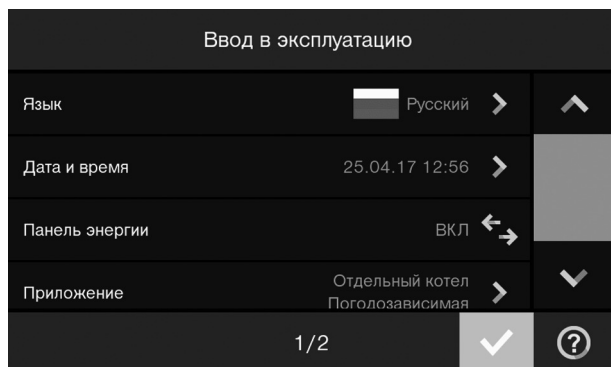 Ввод в эксплуатацию
Язык Русский
Дата и время 25.04.17 12:56
Панель энергии ВКЛ
Отдельный котел
Приложение
Погодозависимая
1/2 ?